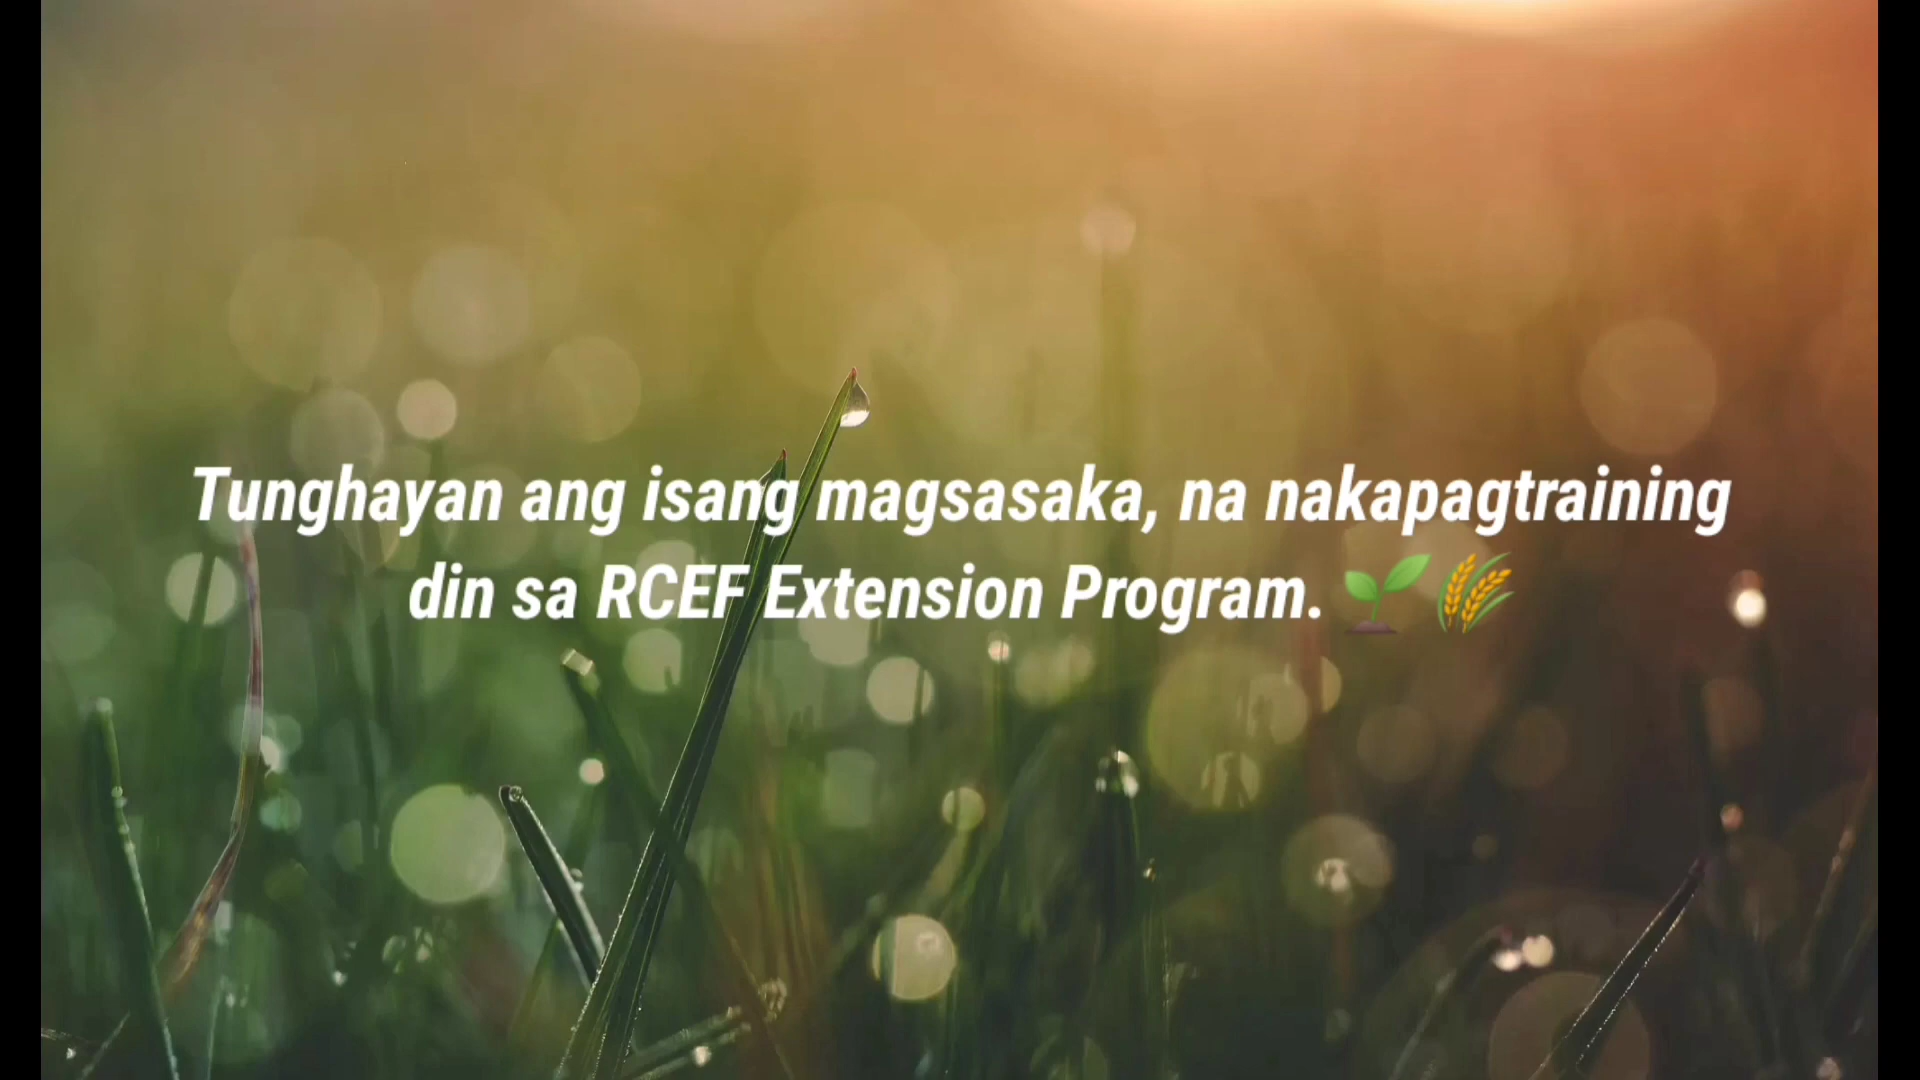 Tunghayan ang isang magsasaka, na nakapagtraining
din sa RCEF Extension Program. 🌱🌾